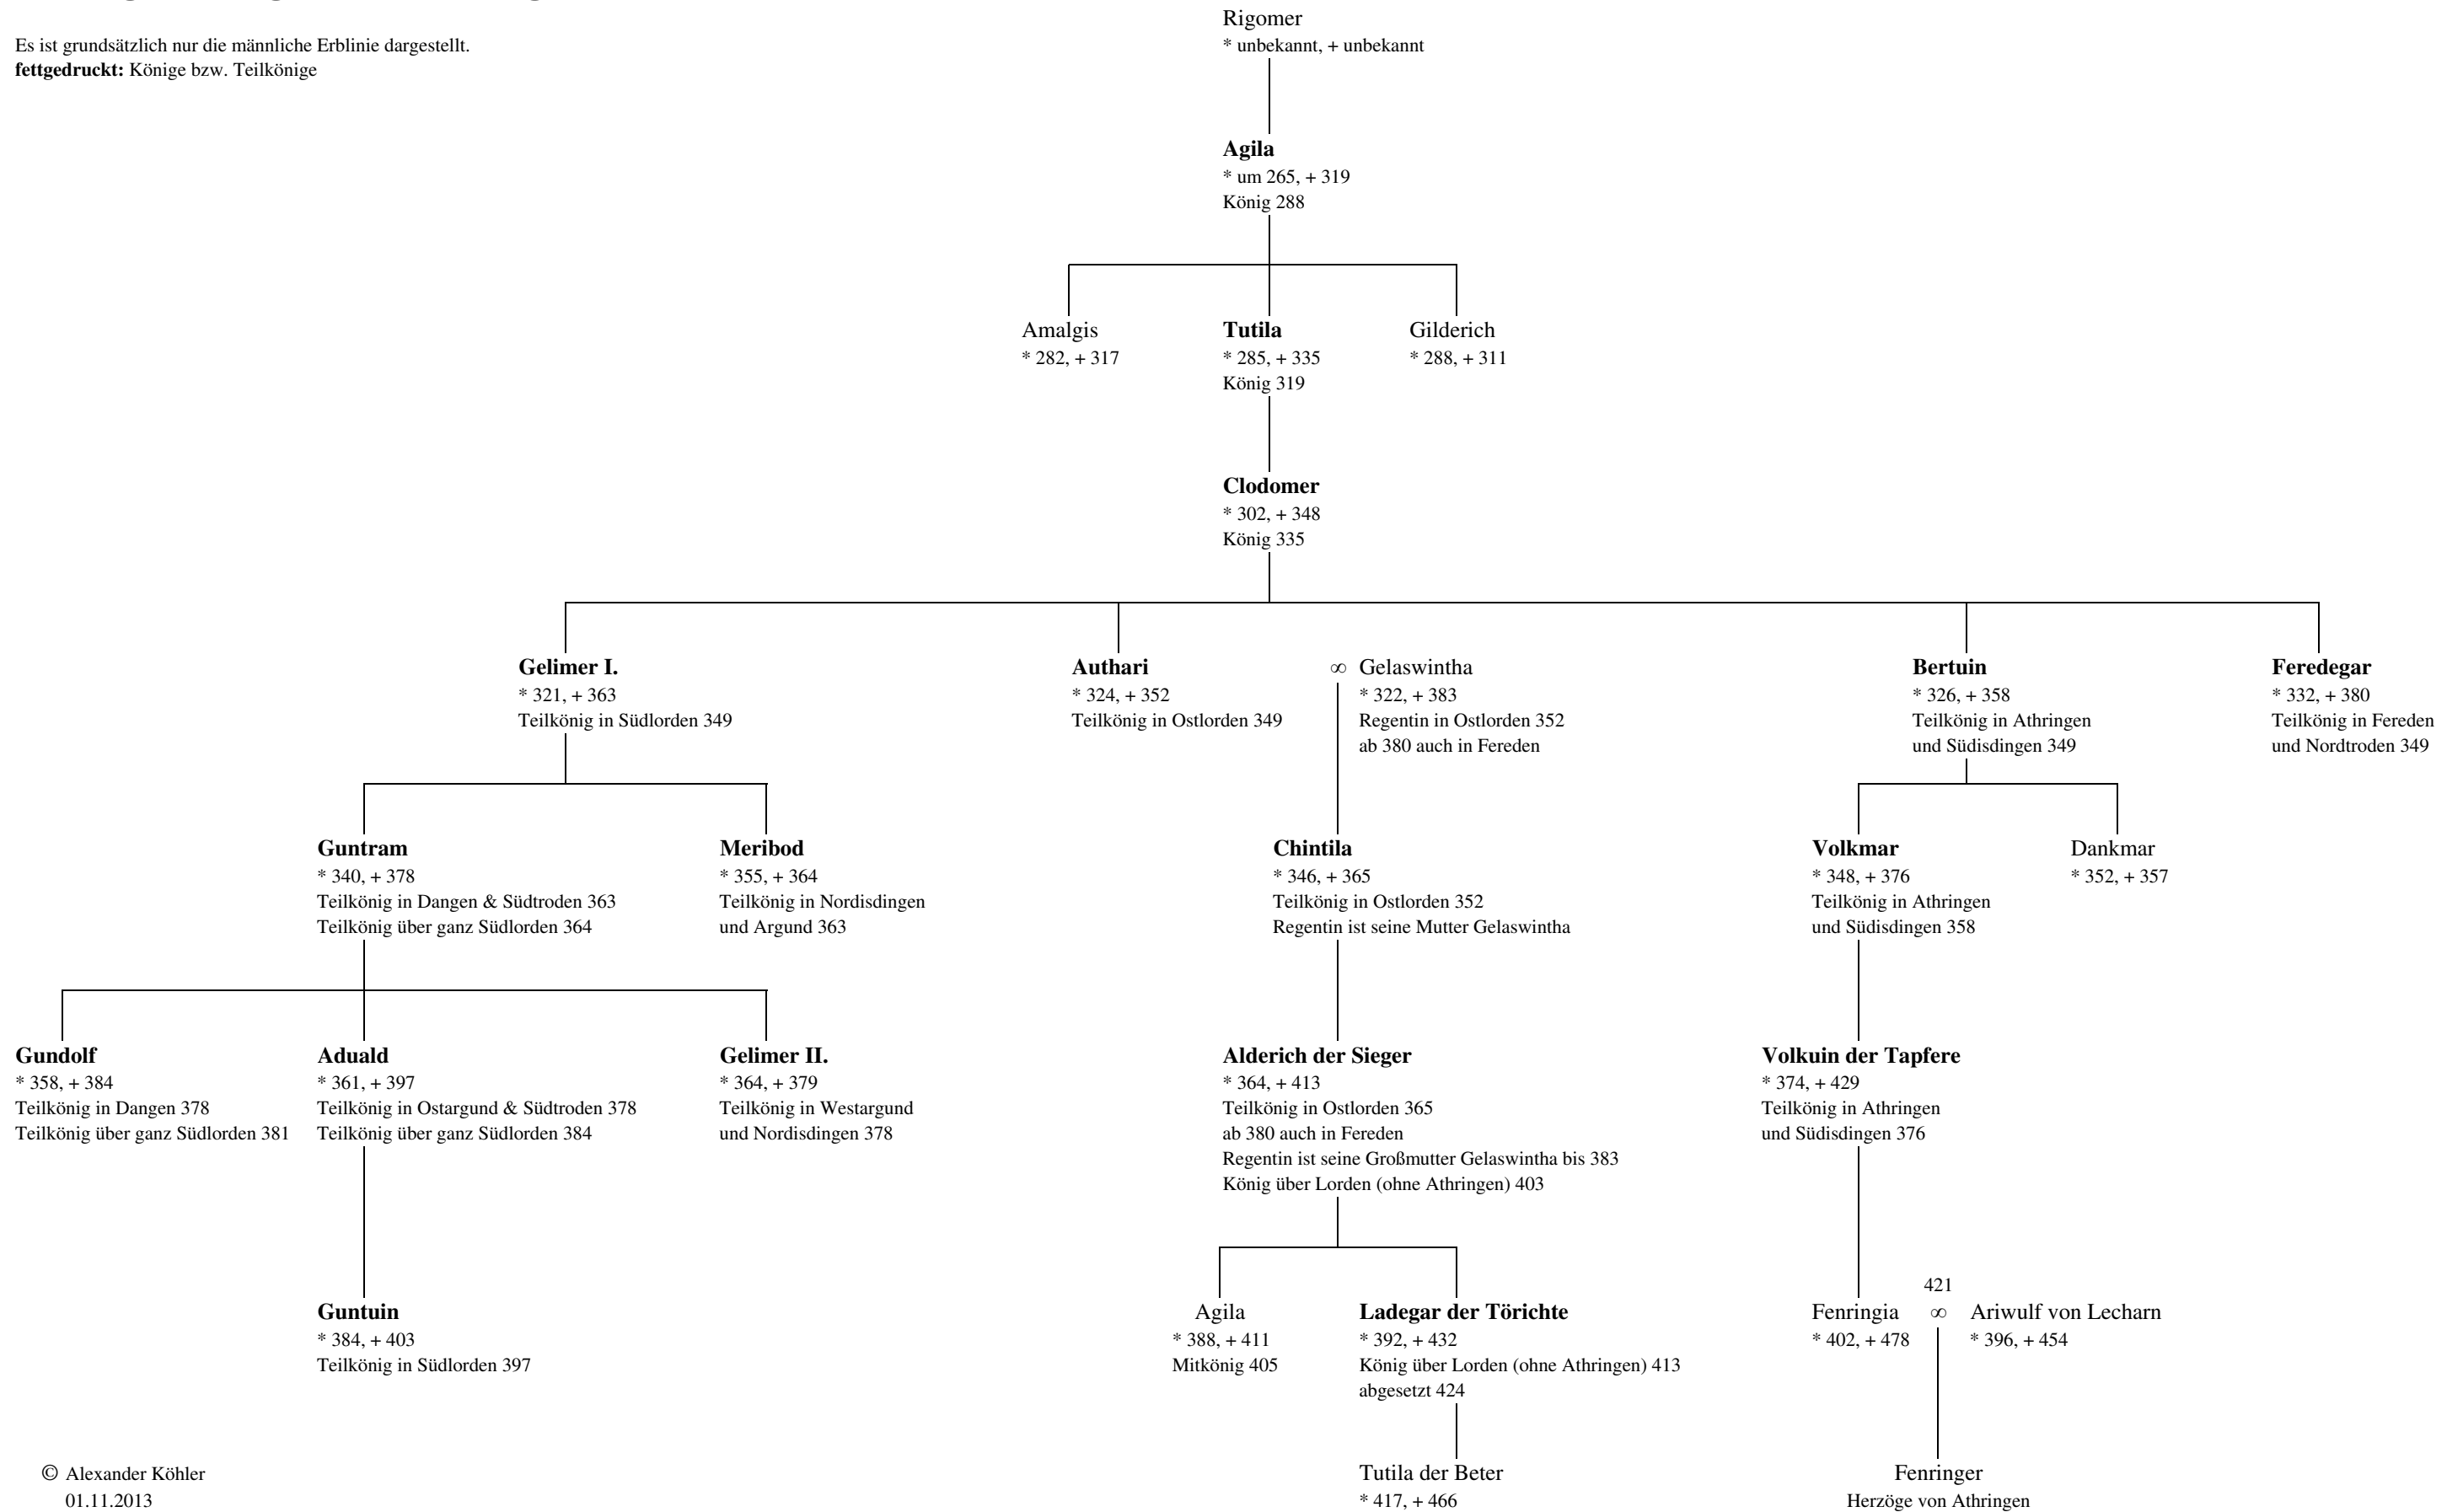 Rigomer
* unbekannt, + unbekannt
Es ist grundsätzlich nur die männliche Erblinie dargestellt.
fettgedruckt: Könige bzw. Teilkönige
Agila
* um 265, + 319
König 288
Amalgis
* 282, + 317
Tutila
* 285, + 335
König 319
Gilderich
* 288, + 311
Clodomer
* 302, + 348
König 335
Gelimer I.
* 321, + 363
Teilkönig in Südlorden 349
Authari
* 324, + 352
Teilkönig in Ostlorden 349
∞ Gelaswintha
* 322, + 383
Regentin in Ostlorden 352
ab 380 auch in Fereden
Bertuin
* 326, + 358
Teilkönig in Athringen
und Südisdingen 349
Feredegar
* 332, + 380
Teilkönig in Fereden
und Nordtroden 349
Guntram
* 340, + 378
Teilkönig in Dangen & Südtroden 363
Teilkönig über ganz Südlorden 364
Meribod
* 355, + 364
Teilkönig in Nordisdingen
und Argund 363
Chintila
* 346, + 365
Teilkönig in Ostlorden 352
Regentin ist seine Mutter Gelaswintha
Volkmar
* 348, + 376
Teilkönig in Athringen
und Südisdingen 358
Dankmar
* 352, + 357
Gundolf
* 358, + 384
Teilkönig in Dangen 378
Teilkönig über ganz Südlorden 381
Aduald
* 361, + 397
Teilkönig in Ostargund & Südtroden 378
Teilkönig über ganz Südlorden 384
Gelimer II.
* 364, + 379
Teilkönig in Westargund
und Nordisdingen 378
Alderich der Sieger
* 364, + 413
Teilkönig in Ostlorden 365
ab 380 auch in Fereden
Regentin ist seine Großmutter Gelaswintha bis 383
König über Lorden (ohne Athringen) 403
Volkuin der Tapfere
* 374, + 429
Teilkönig in Athringen
und Südisdingen 376
Guntuin
* 384, + 403
Teilkönig in Südlorden 397
Agila
* 388, + 411
Mitkönig 405
Ladegar der Törichte
* 392, + 432
König über Lorden (ohne Athringen) 413
abgesetzt 424
421
Fenringia ∞ Ariwulf von Lecharn
* 402, + 478
* 396, + 454
Tutila der Beter
* 417, + 466
Fenringer
Herzöge von Athringen
© Alexander Köhler
01.11.2013